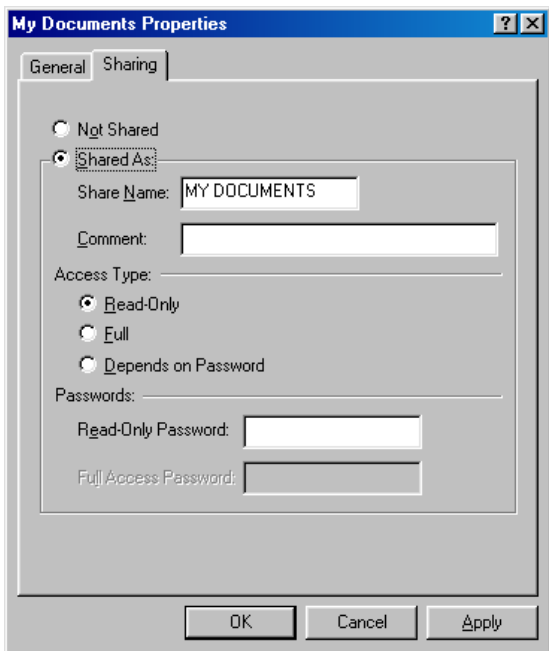 My Documents Properties
General Sharing
Not Shared
Shared As:
Share Name: MY DOCUMENTS
Comment:
Access Type:
Read-Only
Full
Depends on Password
Passwords:
Read-Only Password:
Full Access Password:
OK Cancel Apply